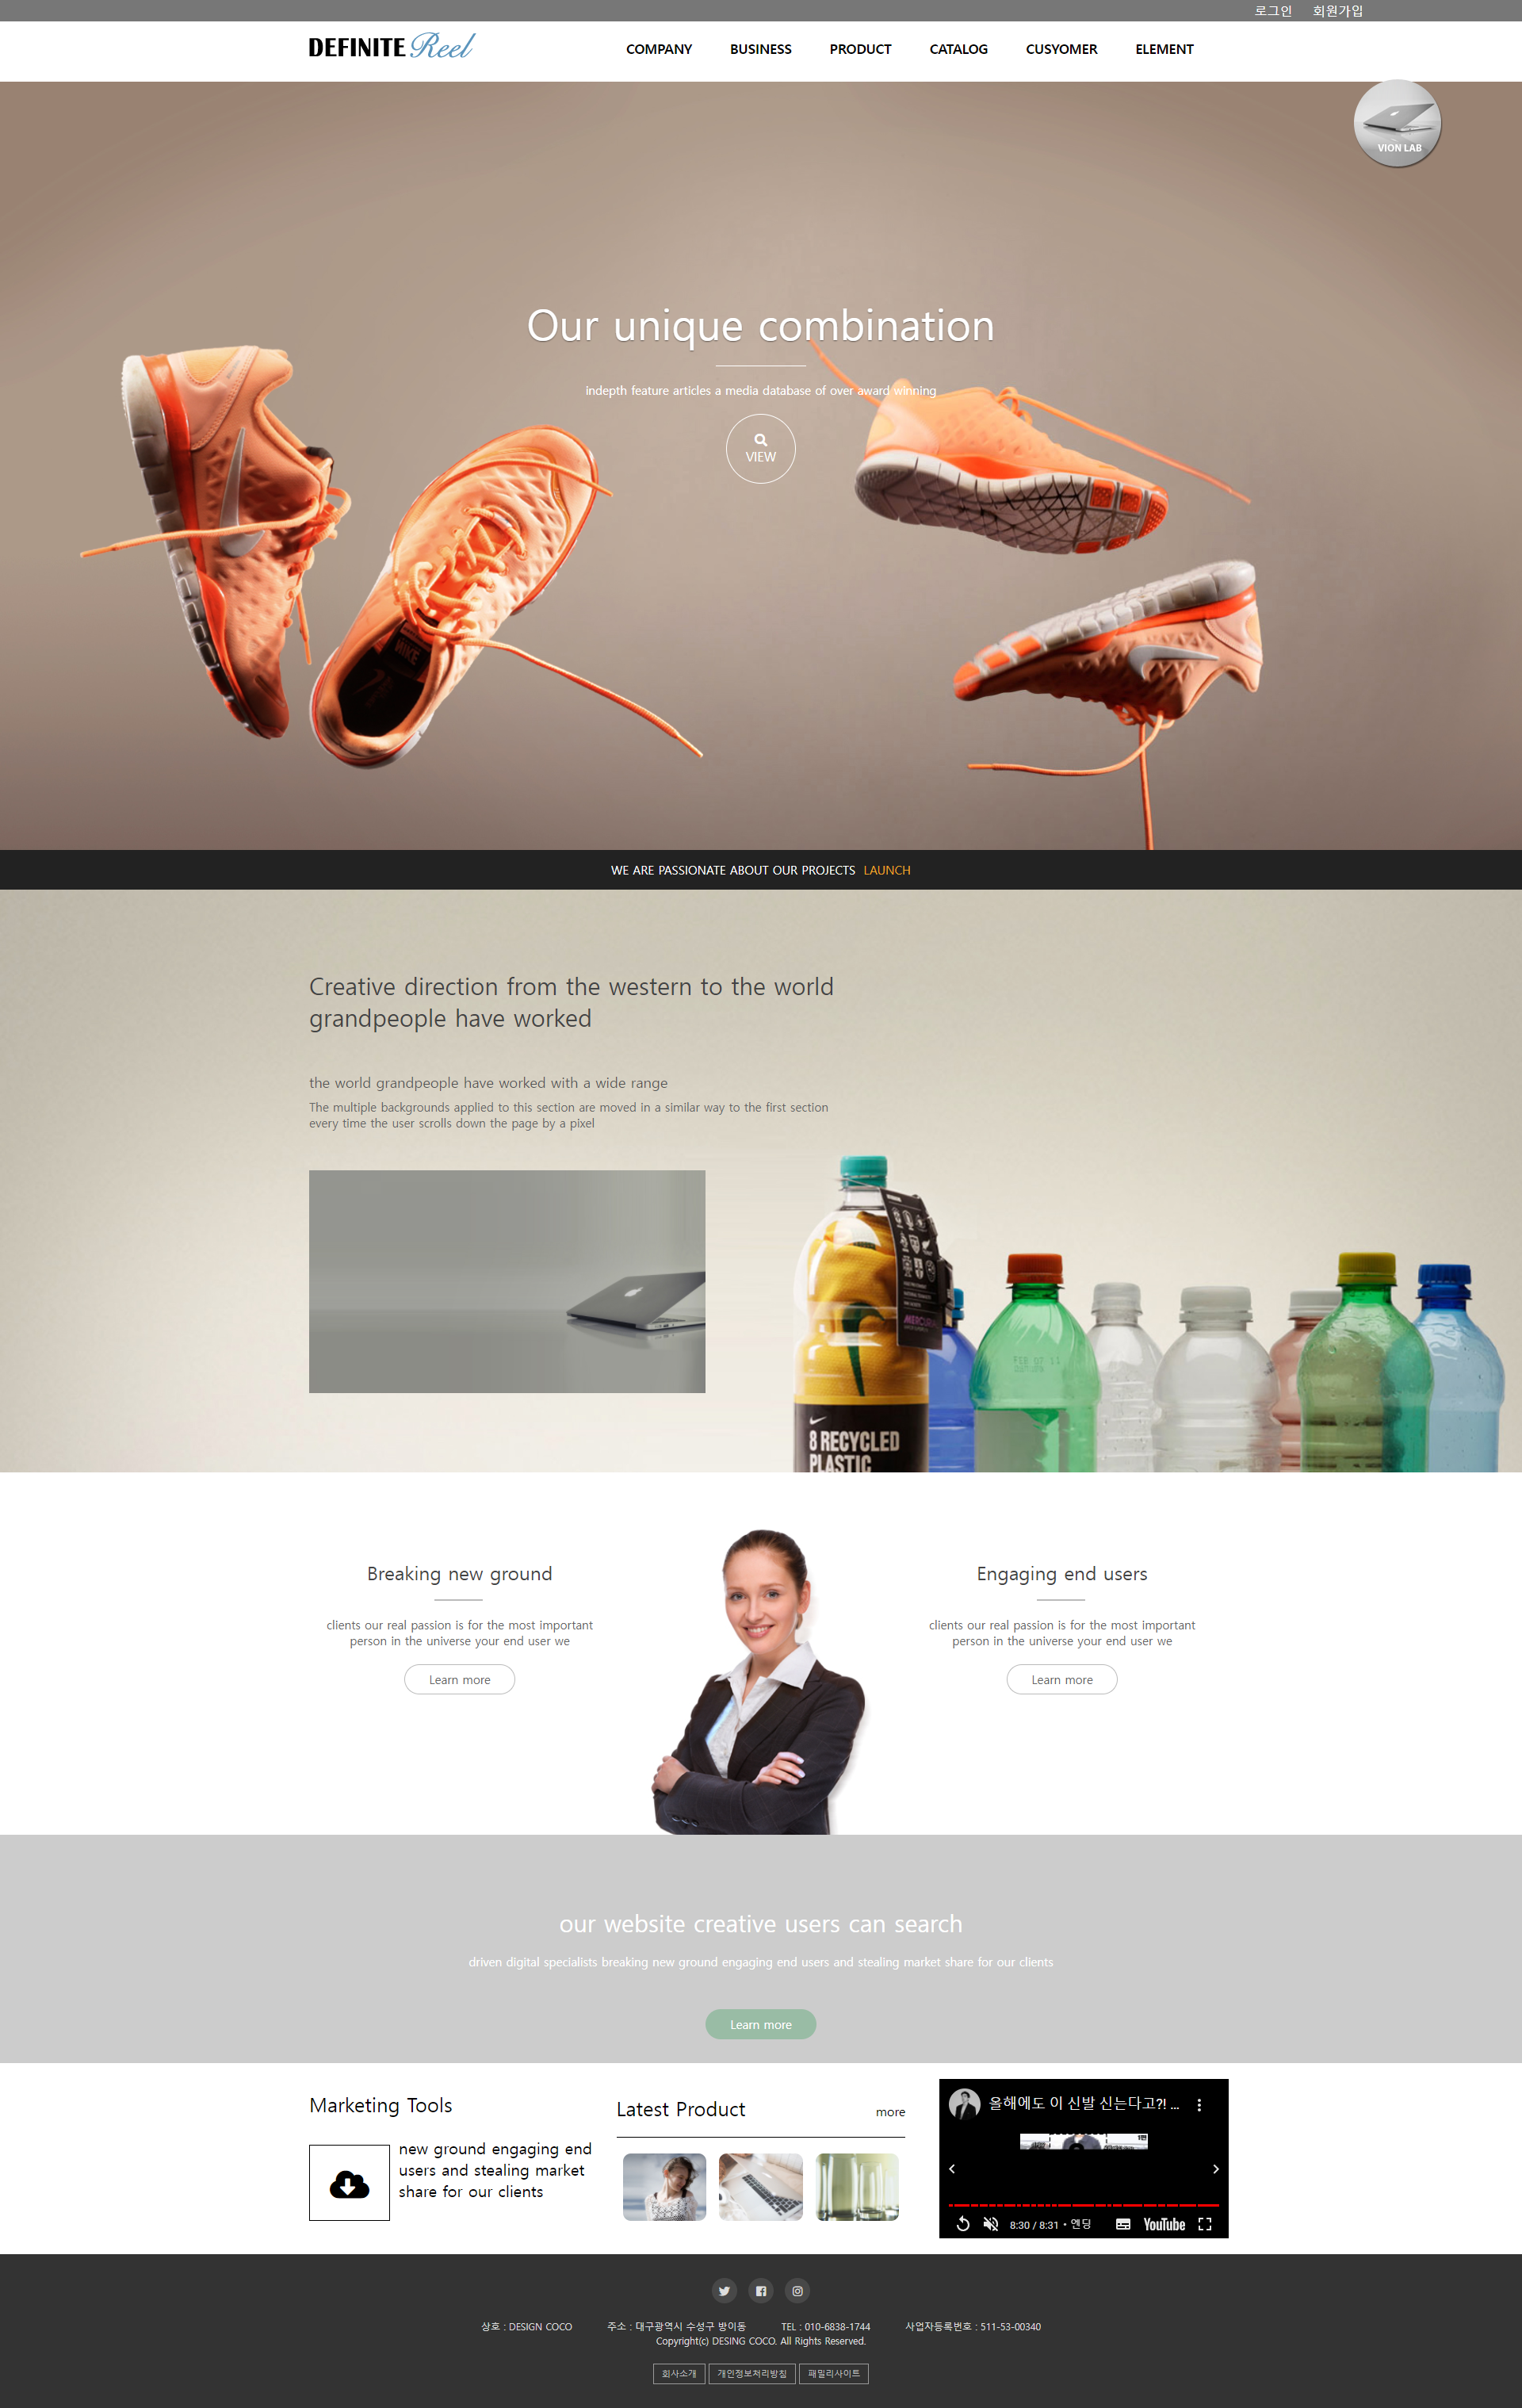 로그인 회원가입
DEFINITE Reel
COMPANY BUSINESS PRODUCT CATALOG CUSYOMER ELEMENT
VION LAB
Our unique combination
indepth feature articles a media database of over award winning
VIEW
NIKE
WE ARE PASSIONATE ABOUT OUR PROJECTS LAUNCH
Creative direction from the western to the world
grandpeople have worked
the world grandpeople have worked with a wide range
The multiple backgrounds applied to this section are moved in a similar way to the first section
every time the user scrolls down the page by a pixel
8 RECYCLED
PLASTIC
Breaking new ground
clients our real passion is for the most important
person in the universe your end user we
Learn more
Engaging end users
clients our real passion is for the most important
person in the universe your end user we
Learn more
our website creative users can search
driven digital specialists breaking new ground engaging end users and stealing market share for our clients
Learn more
Marketing Tools
new ground engaging end
users and stealing market
share for our clients
Latest Product more
올해에도 이 신발 신는다고?! ...
8:30 / 8:31 • 엔딩
YouTube
상호 : DESIGN COCO 주소 : 대구광역시 수성구 방이동 TEL : 010-6838-1744 사업자등록번호 : 511-53-00340
Copyright(c) DESING COCO. All Rights Reserved.
회사소개 개인정보처리방침 패밀리사이트